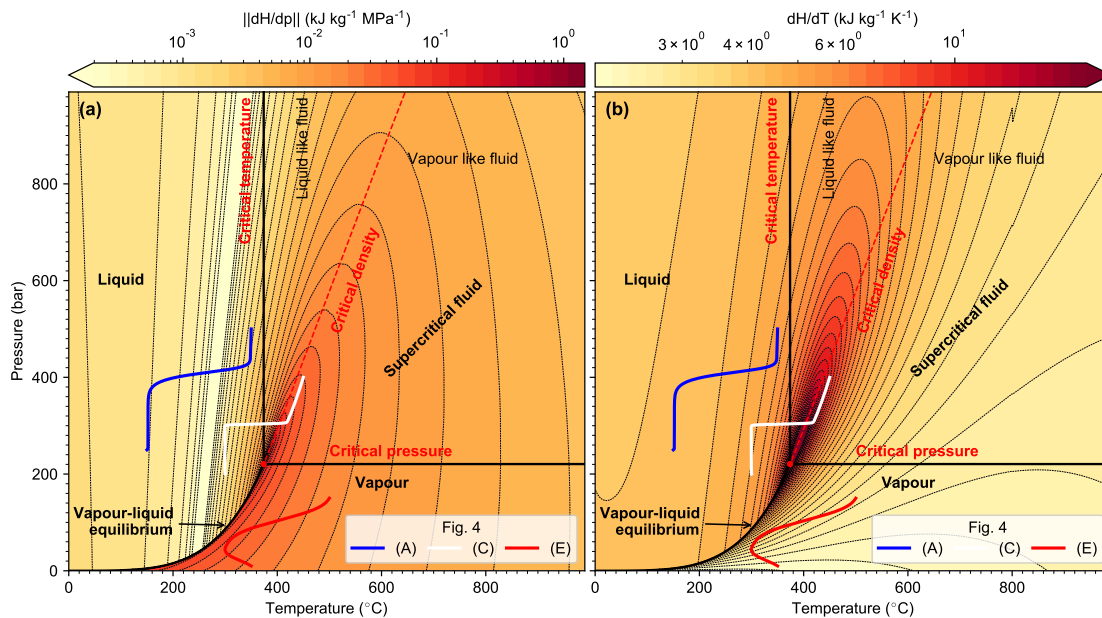 ||dH/dp|| (kJ kg⁻¹ MPa⁻¹)
10⁻³ 10⁻² 10⁻¹ 10⁰
(a)
Critical temperature
Liquid like fluid
Vapour like fluid
Critical density
Liquid
Supercritical fluid
Critical pressure
Vapour
Vapour-liquid
equilibrium
Fig. 4
(A) (C) (E)
800
600
400
200
0
Pressure (bar)
0 200 400 600 800
Temperature (°C)
dH/dT (kJ kg⁻¹ K⁻¹)
3 × 10⁰ 4 × 10⁰ 6 × 10⁰ 10¹
(b)
Critical temperature
Liquid like fluid
Vapour like fluid
Critical density
Liquid
Supercritical fluid
Critical pressure
Vapour
Vapour-liquid
equilibrium
Fig. 4
(A) (C) (E)
0 200 400 600 800
Temperature (°C)